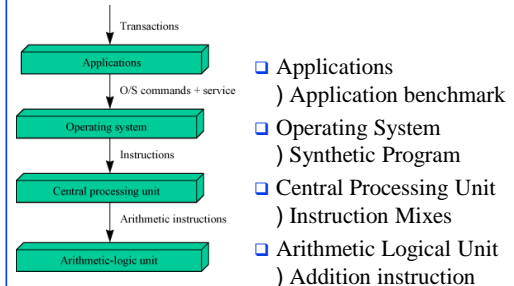 Transactions
Applications
O/S commands + service
Operating system
Instructions
Central processing unit
Arithmetic instructions
Arithmetic-logic unit
❑ Applications
) Application benchmark
❑ Operating System
) Synthetic Program
❑ Central Processing Unit
) Instruction Mixes
❑ Arithmetic Logical Unit
) Addition instruction